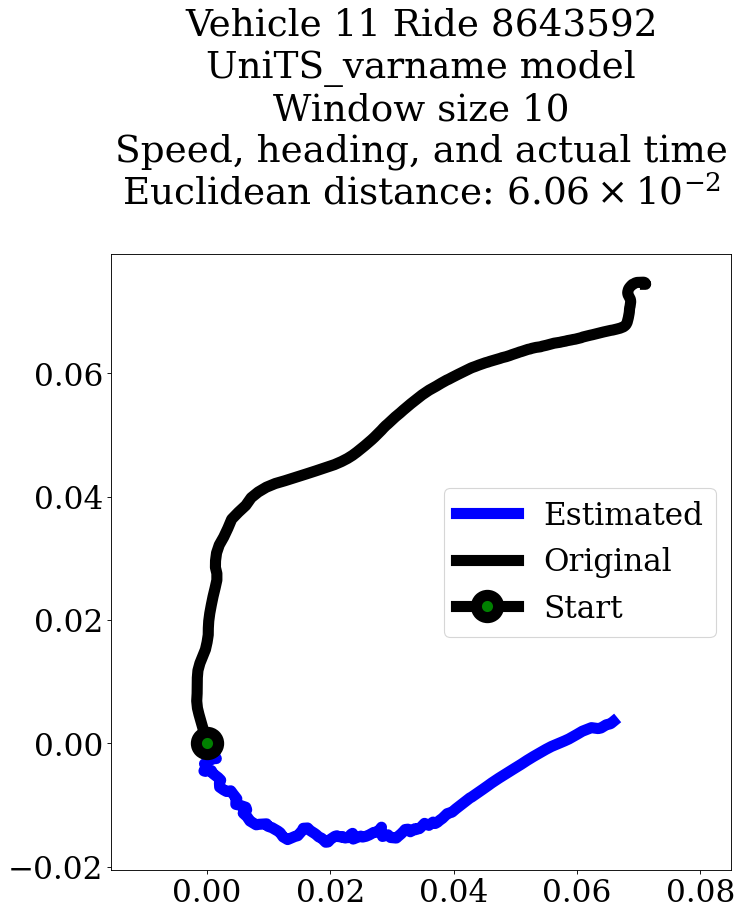 Vehicle 11 Ride 8643592
UniTS_varname model
Window size 10
Speed, heading, and actual time
Euclidean distance: 6.06 × 10⁻²
0.06
0.04
0.02
0.00
−0.02
Estimated
Original
Start
0.00 0.02 0.04 0.06 0.08